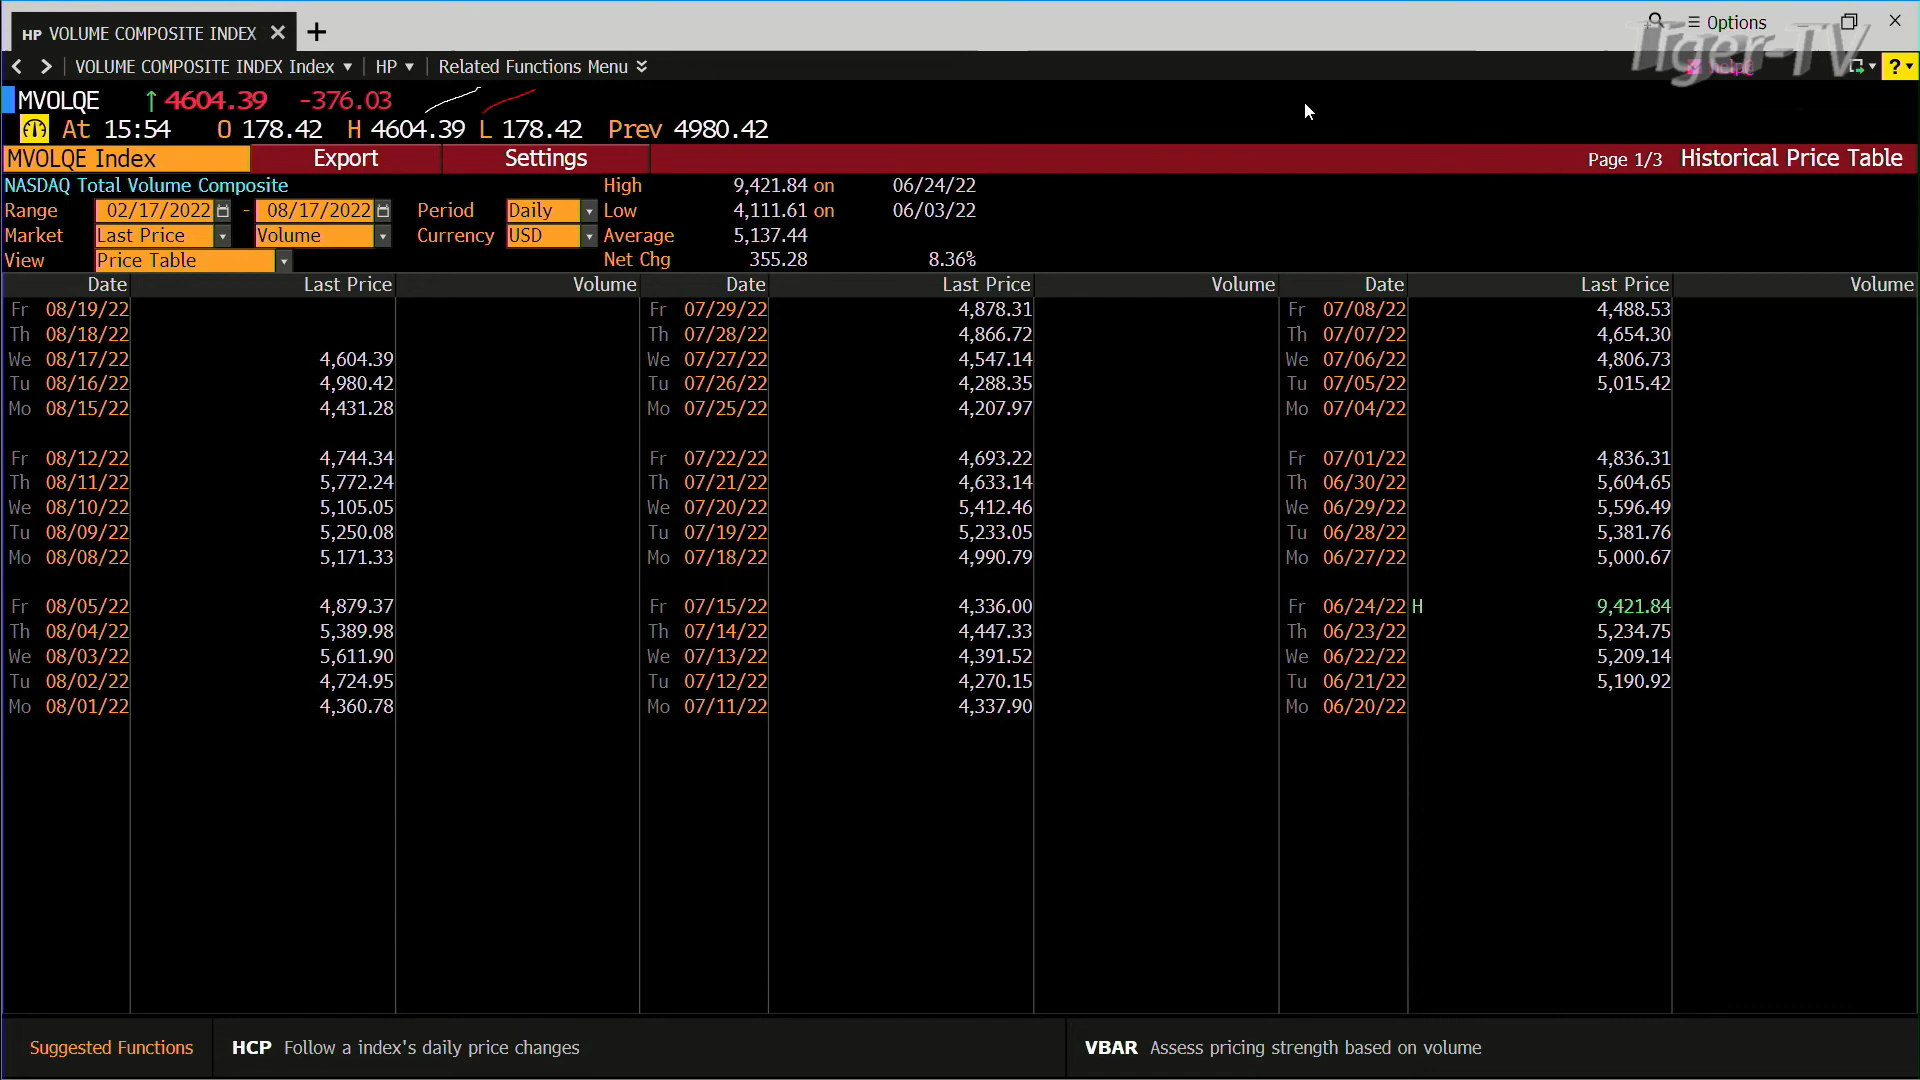 HP VOLUME COMPOSITE INDEX
Options
Tiger-TV
VOLUME COMPOSITE INDEX Index HP Related Functions Menu
MVOLQE ↑ 4604.39 -376.03
At 15:54 O 178.42 H 4604.39 L 178.42 Prev 4980.42
MVOLQE Index Export Settings Page 1/3 Historical Price Table
NASDAQ Total Volume Composite High 9,421.84 on 06/24/22
Range 02/17/2022 - 08/17/2022 Period Daily Low 4,111.61 on 06/03/22
Market Last Price Volume Currency USD Average 5,137.44
View Price Table Net Chg 355.28 8.36%
Date Last Price Volume Date Last Price Volume Date Last Price Volume
Fr 08/19/22 Fr 07/29/22 4,878.31 Fr 07/08/22 4,488.53
Th 08/18/22 Th 07/28/22 4,866.72 Th 07/07/22 4,654.30
We 08/17/22 4,604.39 We 07/27/22 4,547.14 We 07/06/22 4,806.73
Tu 08/16/22 4,980.42 Tu 07/26/22 4,288.35 Tu 07/05/22 5,015.42
Mo 08/15/22 4,431.28 Mo 07/25/22 4,207.97 Mo 07/04/22
Fr 08/12/22 4,744.34 Fr 07/22/22 4,693.22 Fr 07/01/22 4,836.31
Th 08/11/22 5,772.24 Th 07/21/22 4,633.14 Th 06/30/22 5,604.65
We 08/10/22 5,105.05 We 07/20/22 5,412.46 We 06/29/22 5,596.49
Tu 08/09/22 5,250.08 Tu 07/19/22 5,233.05 Tu 06/28/22 5,381.76
Mo 08/08/22 5,171.33 Mo 07/18/22 4,990.79 Mo 06/27/22 5,000.67
Fr 08/05/22 4,879.37 Fr 07/15/22 4,336.00 Fr 06/24/22 H 9,421.84
Th 08/04/22 5,389.98 Th 07/14/22 4,447.33 Th 06/23/22 5,234.75
We 08/03/22 5,611.90 We 07/13/22 4,391.52 We 06/22/22 5,209.14
Tu 08/02/22 4,724.95 Tu 07/12/22 4,270.15 Tu 06/21/22 5,190.92
Mo 08/01/22 4,360.78 Mo 07/11/22 4,337.90 Mo 06/20/22
Suggested Functions HCP Follow a index's daily price changes VBAR Assess pricing strength based on volume